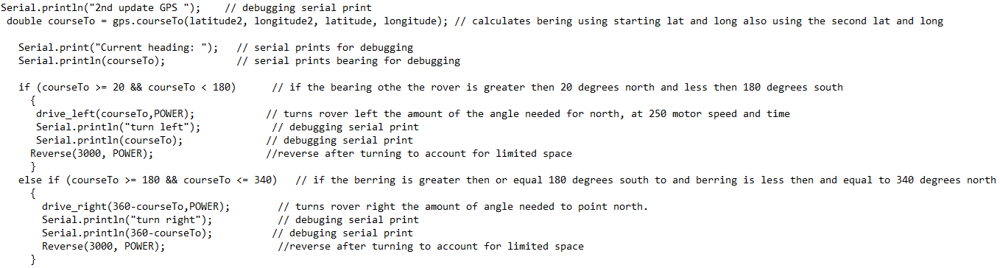 Serial.println("2nd update GPS ");    // debugging serial print
 double courseTo = gps.courseTo(latitude2, longitude2, latitude, longitude); // calculates bering using starting lat and long also using the second lat and long

   Serial.print("Current heading: ");   // serial prints for debugging
   Serial.println(courseTo);            // serial prints bearing for debugging

   if (courseTo >= 20 && courseTo < 180)      // if the bearing othe the rover is greater then 20 degrees north and less then 180 degrees south
     {
      drive_left(courseTo,POWER);            // turns rover left the amount of the angle needed for north, at 250 motor speed and time
      Serial.println("turn left");            // debugging serial print
      Serial.println(courseTo);              // debugging serial print
     Reverse(3000, POWER);                   //reverse after turning to account for limited space
     }
   else if (courseTo >= 180 && courseTo <= 340)   // if the berring is greater then or equal 180 degrees south to and berring is less then and equal to 340 degrees north
     {
       drive_right(360-courseTo,POWER);        // turns rover right the amount of angle needed to point north.
       Serial.println("turn right");           // debuging serial print
       Serial.println(360-courseTo);          // debuging serial print
       Reverse(3000, POWER);                   //reverse after turning to account for limited space
     }